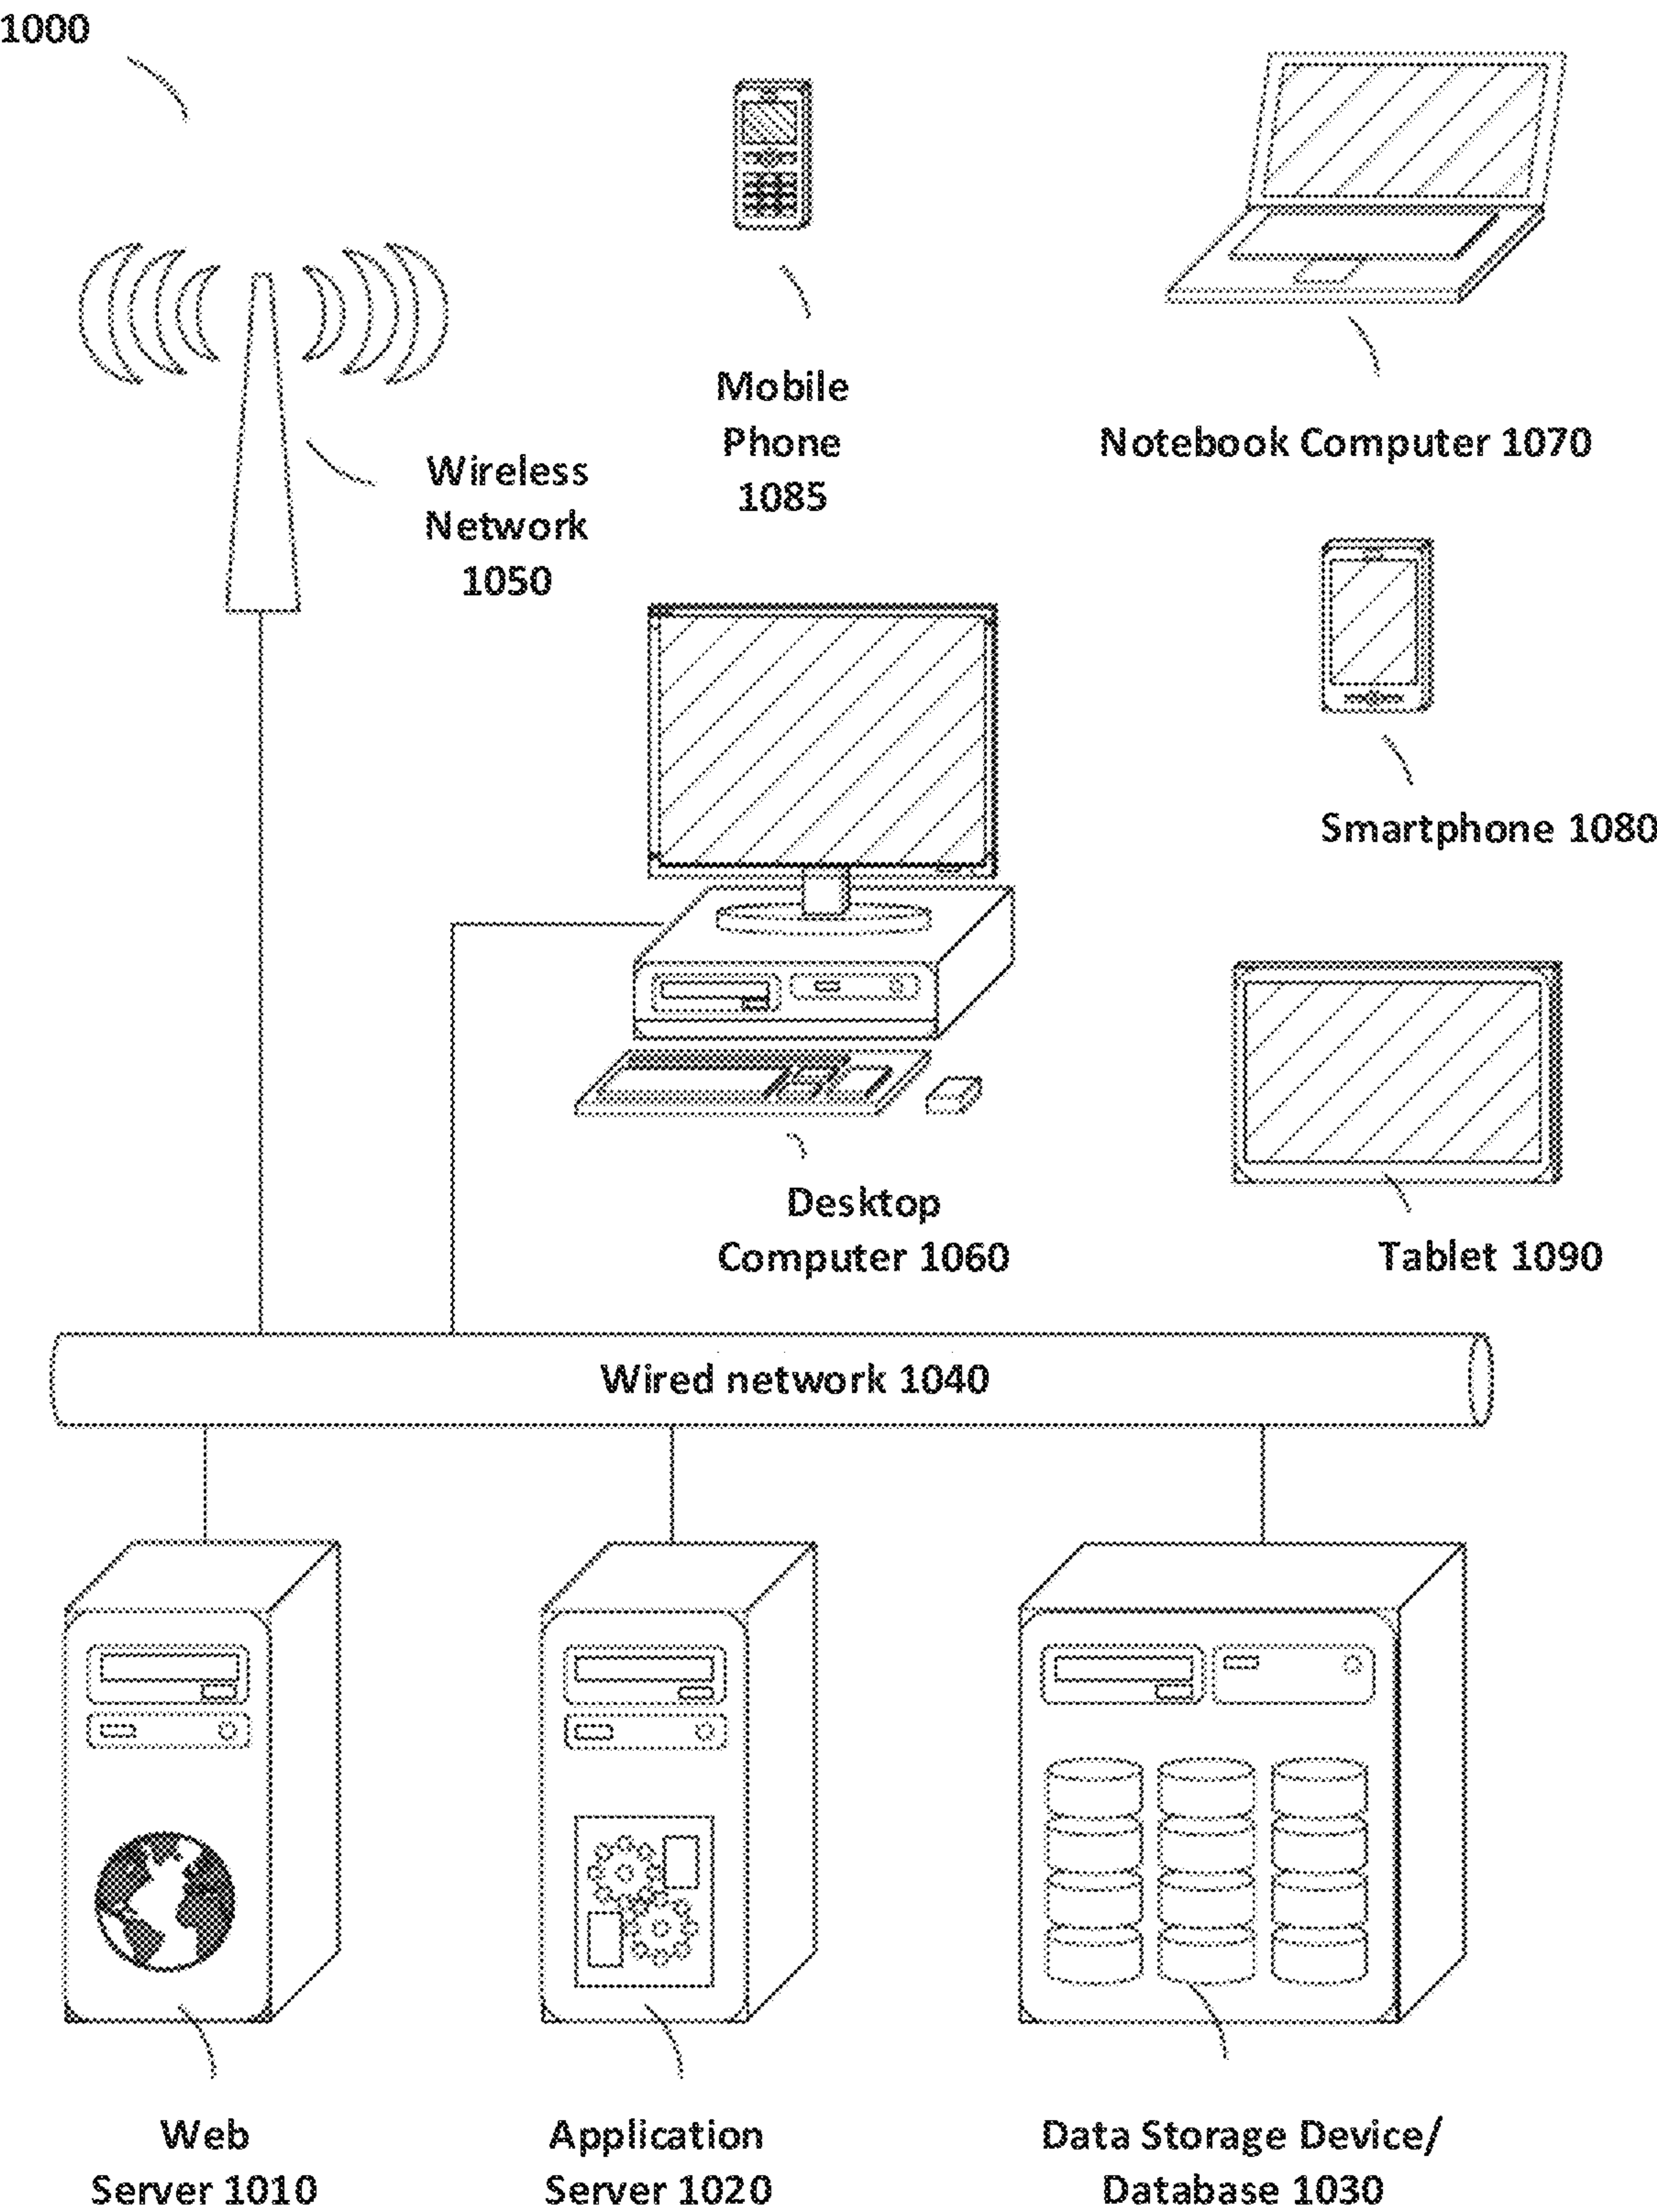 1000
Mobile
Phone
1085
Notebook Computer 1070
Wireless
Network
1050
Smartphone 1080
Desktop
Computer 1060
Tablet 1090
Wired network 1040
Web
Server 1010
Application
Server 1020
Data Storage Device/
Database 1030